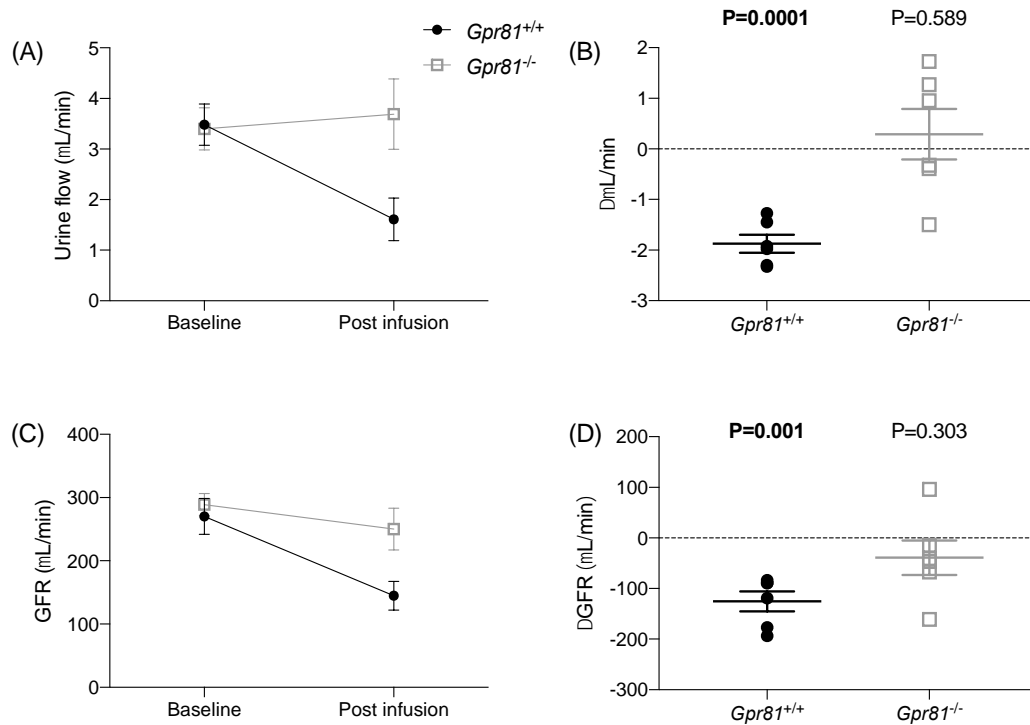 (A)
Gpr81+/+
Gpr81-/-
Urine flow (mL/min)
5
4
3
2
1
0
Baseline Post infusion
(B)
P=0.0001 P=0.589
DmL/min
2
1
0
-1
-2
-3
Gpr81+/+ Gpr81-/-
(C)
GFR (mL/min)
400
300
200
100
0
Baseline Post infusion
(D)
P=0.001 P=0.303
DGFR (mL/min)
200
100
0
-100
-200
-300
Gpr81+/+ Gpr81-/-